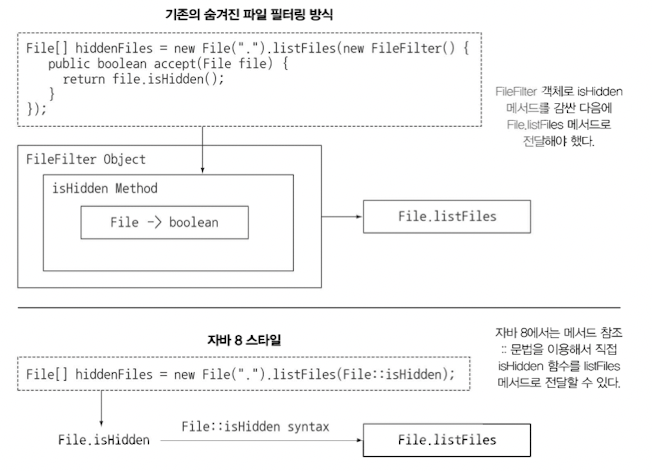 기존의 숨겨진 파일 필터링 방식
File[] hiddenFiles = new File(".").listFiles(new FileFilter() {
public boolean accept(File file) {
return file.isHidden();
}
});
FileFilter 객체로 isHidden
메서드를 감싼 다음에
File.listFiles 메서드로
전달해야 했다.
FileFilter Object
isHidden Method
File -> boolean
File.listFiles
자바 8 스타일
자바 8에서는 메서드 참조
:: 문법을 이용해서 직접
isHidden 함수를 listFiles
메서드로 전달할 수 있다.
File[] hiddenFiles = new File(".").listFiles(File::isHidden);
File.isHidden
File::isHidden syntax
File.listFiles